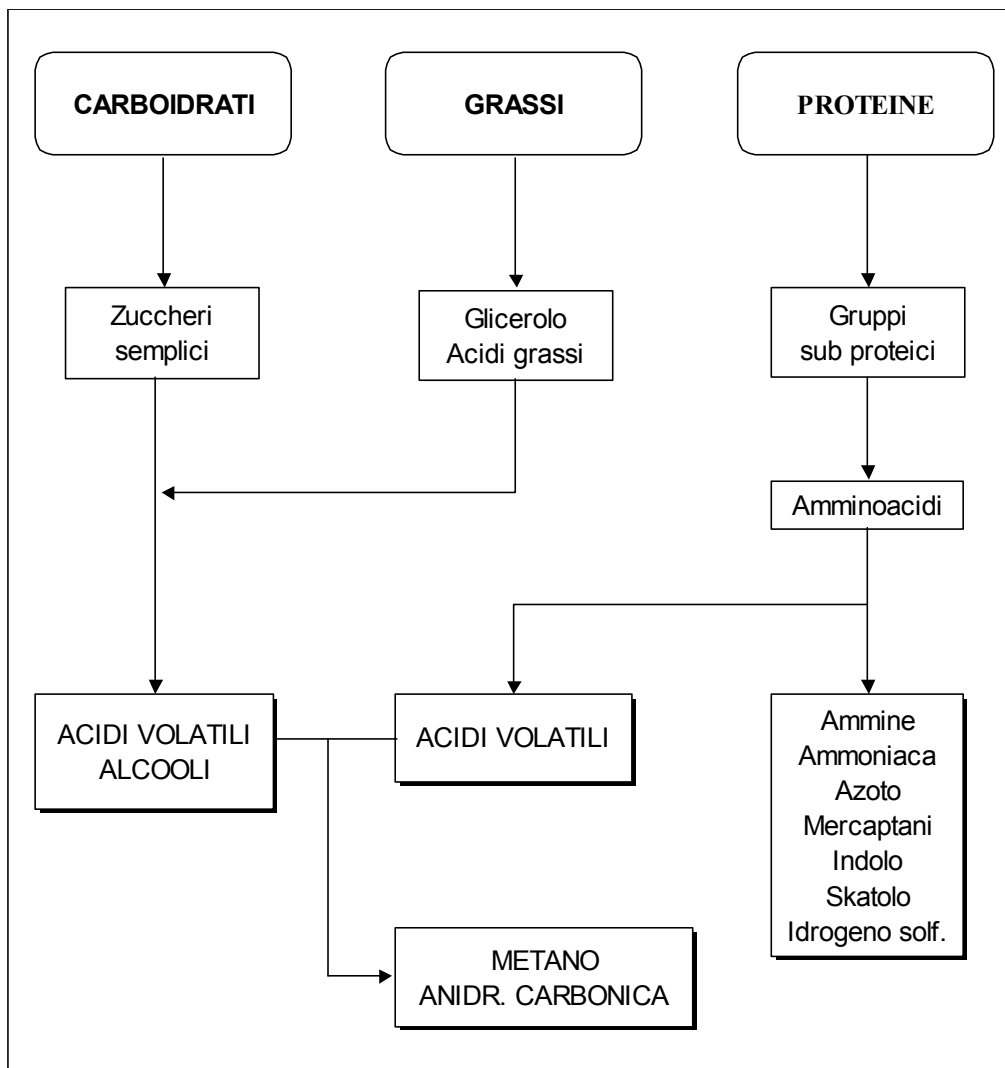 CARBOIDRATI
GRASSI
PROTEINE
Zuccheri
semplici
Glicerolo
Acidi grassi
Gruppi
sub proteici
Amminoacidi
ACIDI VOLATILI
ALCOOLI
ACIDI VOLATILI
Ammine
Ammoniaca
Azoto
Mercaptani
Indolo
Skatolo
Idrogeno solf.
METANO
ANIDR. CARBONICA